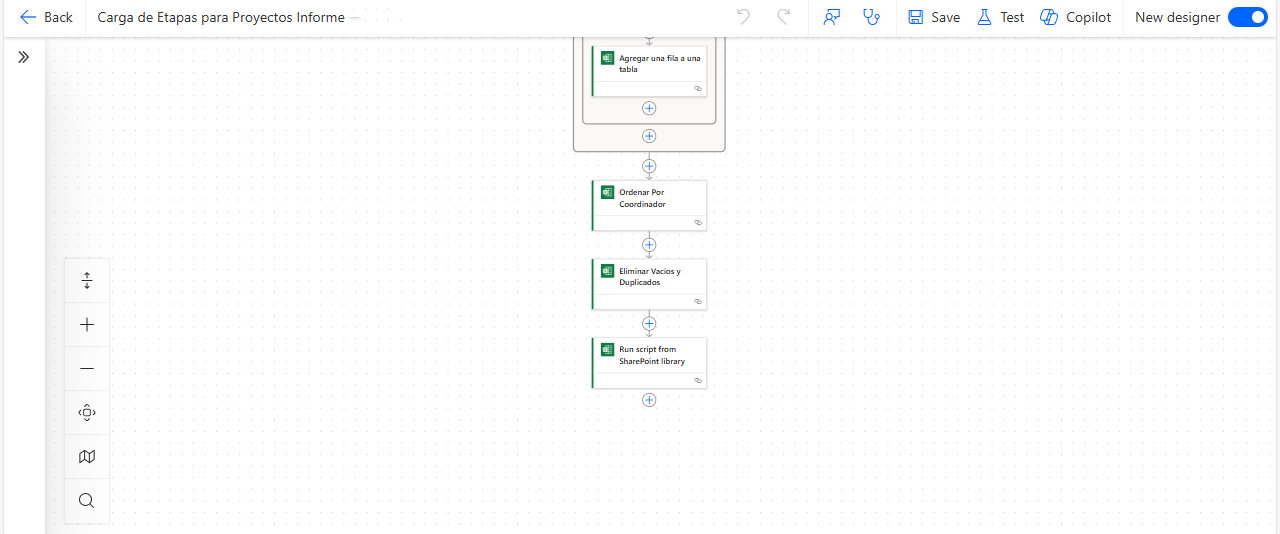 Back
Carga de Etapas para Proyectos Informe
Save
Test
Copilot
New designer
Agregar una fila a una
tabla
Ordenar Por
Coordinador
Eliminar Vacios y
Duplicados
Run script from
SharePoint library